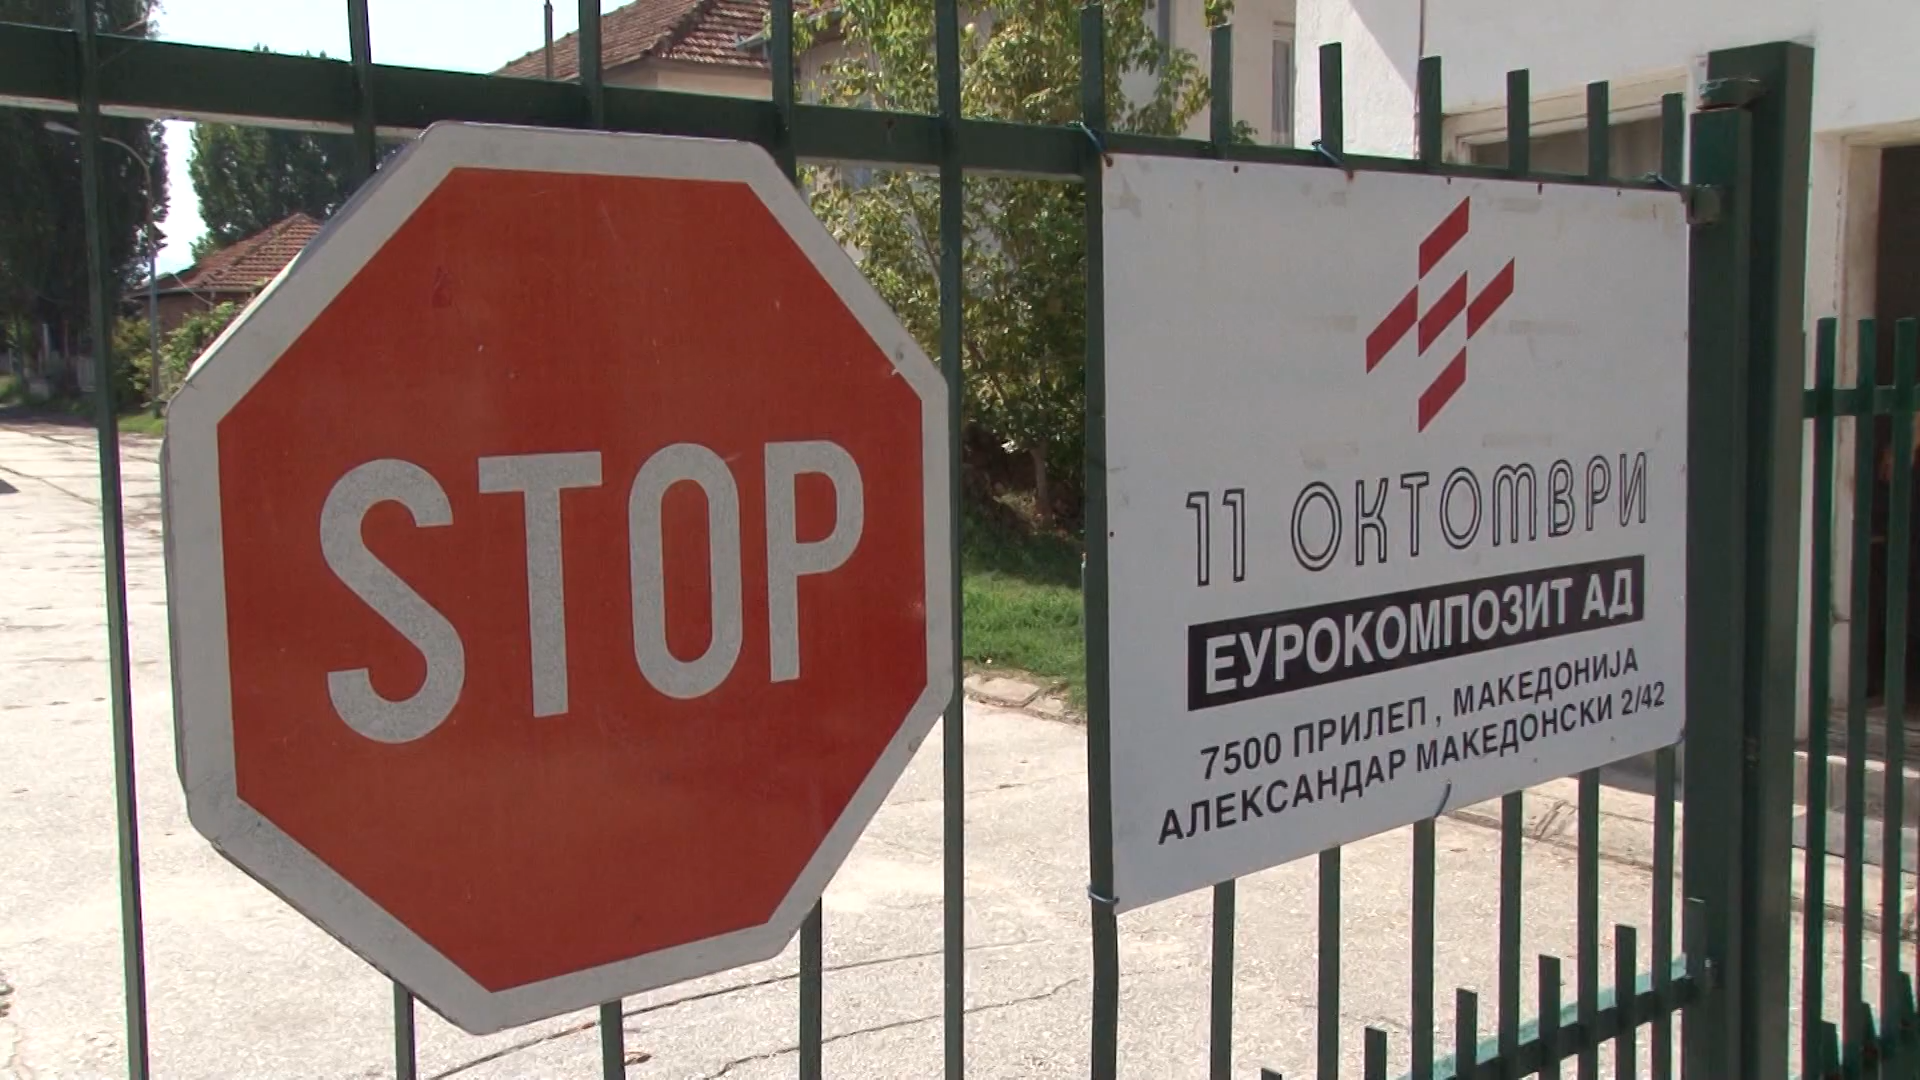 STOP
11 ОКТОМВРИ
ЕУРОКОМПОЗИТ АД
7500 ПРИЛЕП, МАКЕДОНИЈА
АЛЕКСАНДАР МАКЕДОНСКИ 2/42